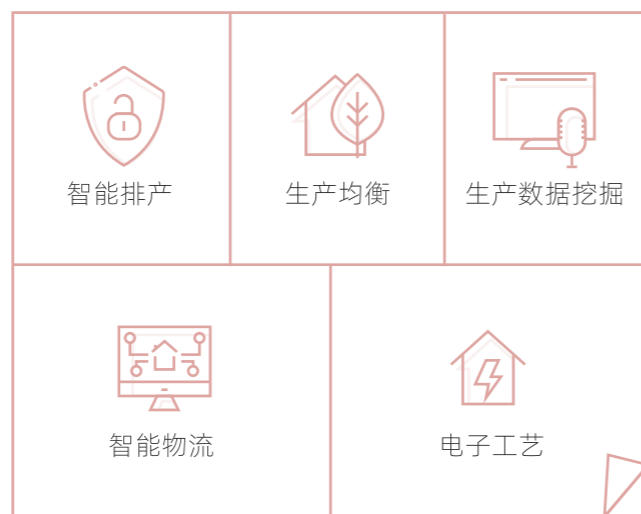 智能排产
生产均衡
生产数据挖掘
智能物流
电子工艺